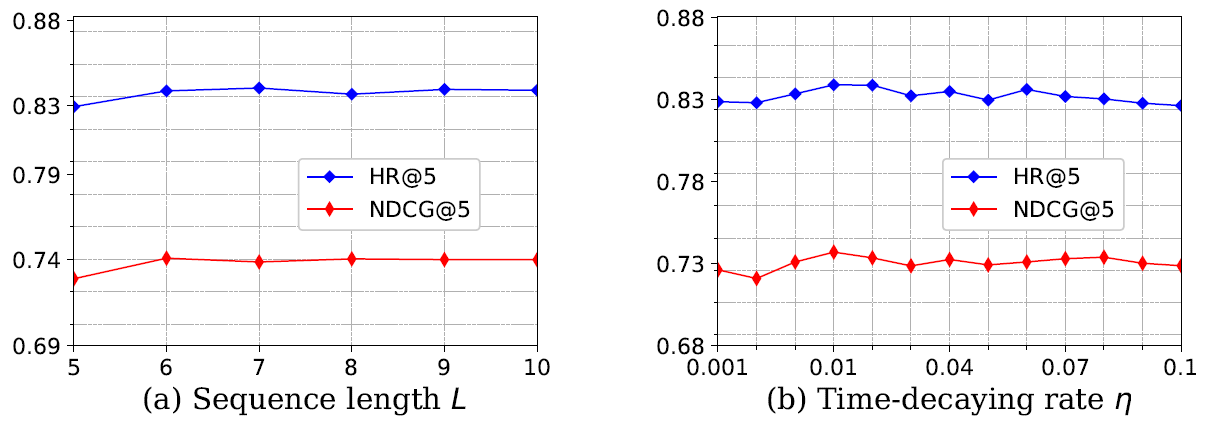 0.88
0.83
0.79
0.74
0.69
5 6 7 8 9 10
HR@5
NDCG@5
(a) Sequence length L
0.88
0.83
0.78
0.73
0.68
0.001 0.01 0.04 0.07 0.1
HR@5
NDCG@5
(b) Time-decaying rate η